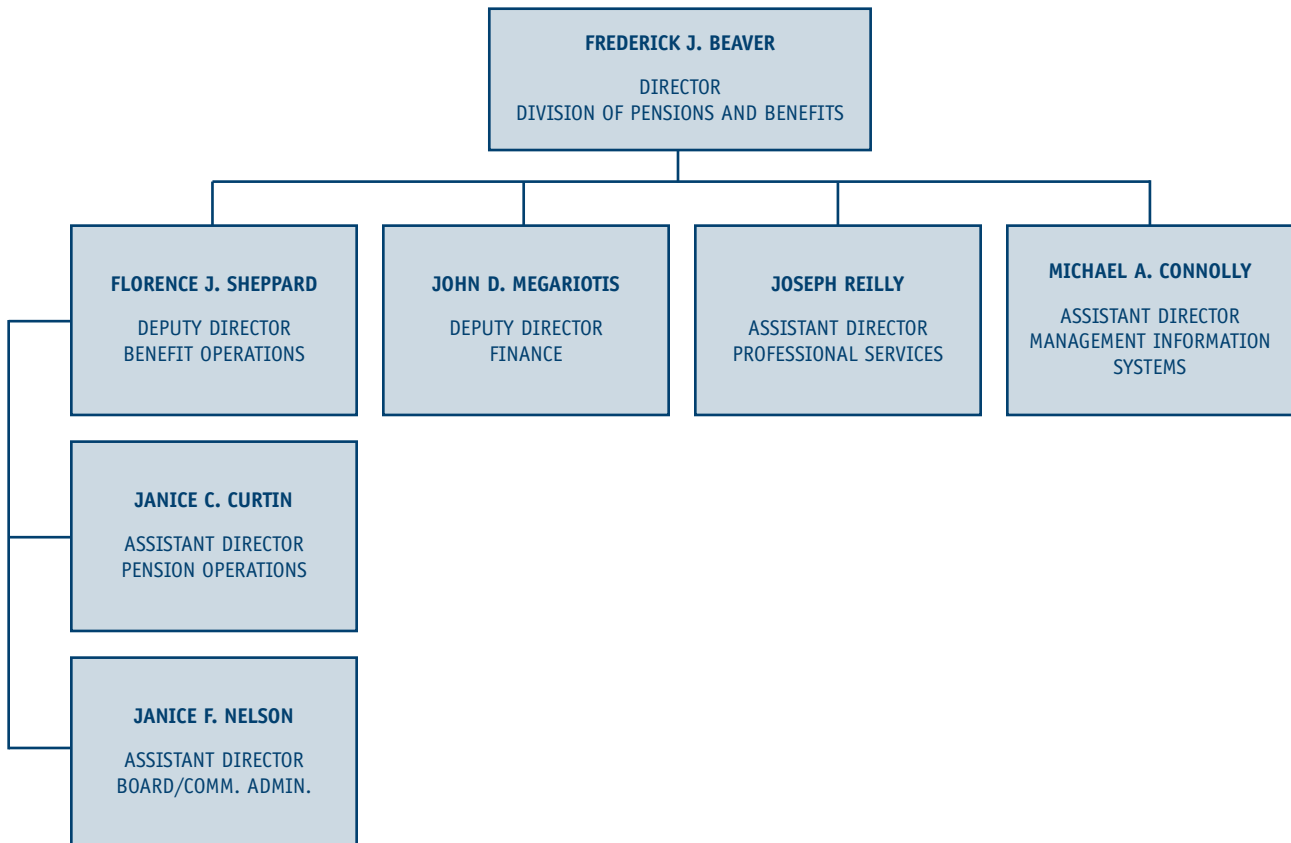 FREDERICK J. BEAVER
DIRECTOR
DIVISION OF PENSIONS AND BENEFITS
FLORENCE J. SHEPPARD
DEPUTY DIRECTOR
BENEFIT OPERATIONS
JOHN D. MEGARIOTIS
DEPUTY DIRECTOR
FINANCE
JOSEPH REILLY
ASSISTANT DIRECTOR
PROFESSIONAL SERVICES
MICHAEL A. CONNOLLY
ASSISTANT DIRECTOR
MANAGEMENT INFORMATION
SYSTEMS
JANICE C. CURTIN
ASSISTANT DIRECTOR
PENSION OPERATIONS
JANICE F. NELSON
ASSISTANT DIRECTOR
BOARD/COMM. ADMIN.